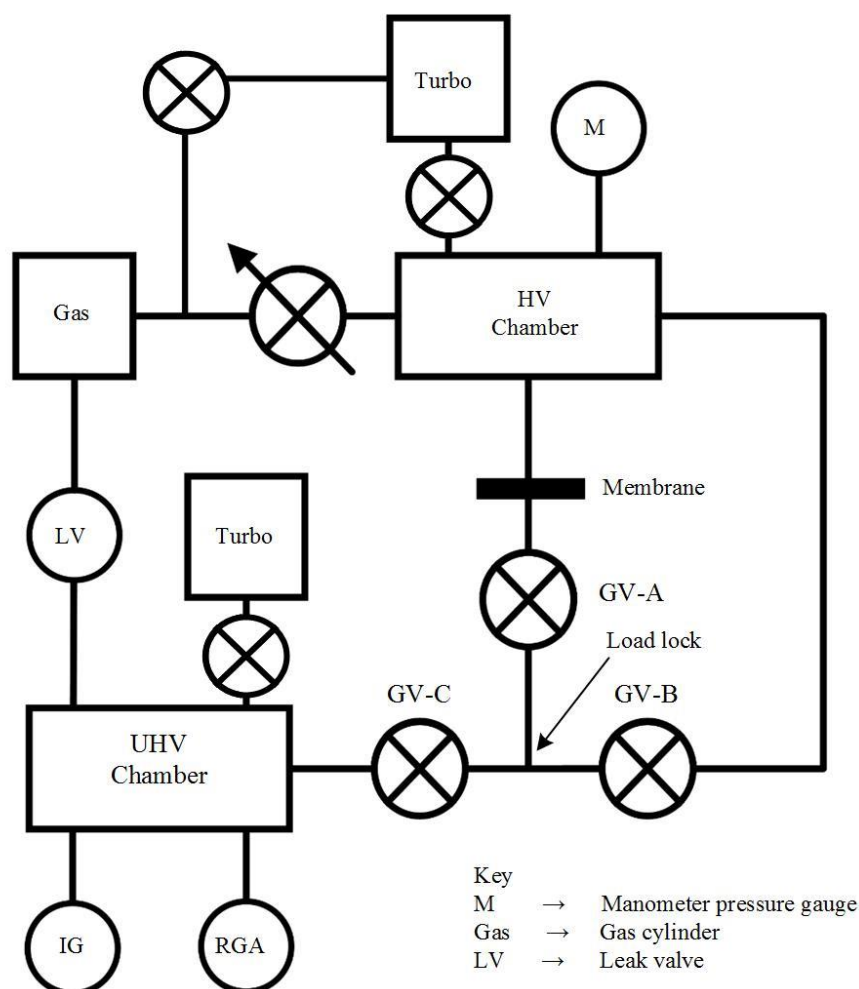 Turbo
M
Gas
HV
Chamber
Membrane
LV
Turbo
GV-A
Load lock
GV-C
GV-B
UHV
Chamber
IG
RGA
Key
M → Manometer pressure gauge
Gas → Gas cylinder
LV → Leak valve